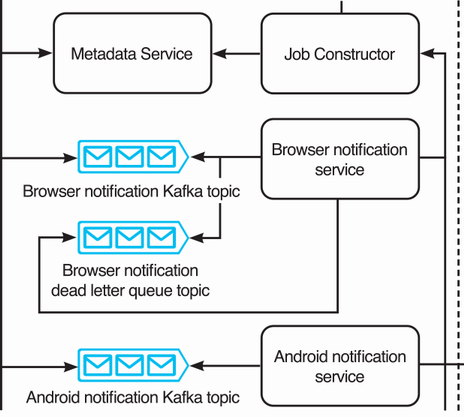 Metadata Service
Job Constructor
Browser notification
service
Browser notification Kafka topic
Browser notification
dead letter queue topic
Android notification
service
Android notification Kafka topic